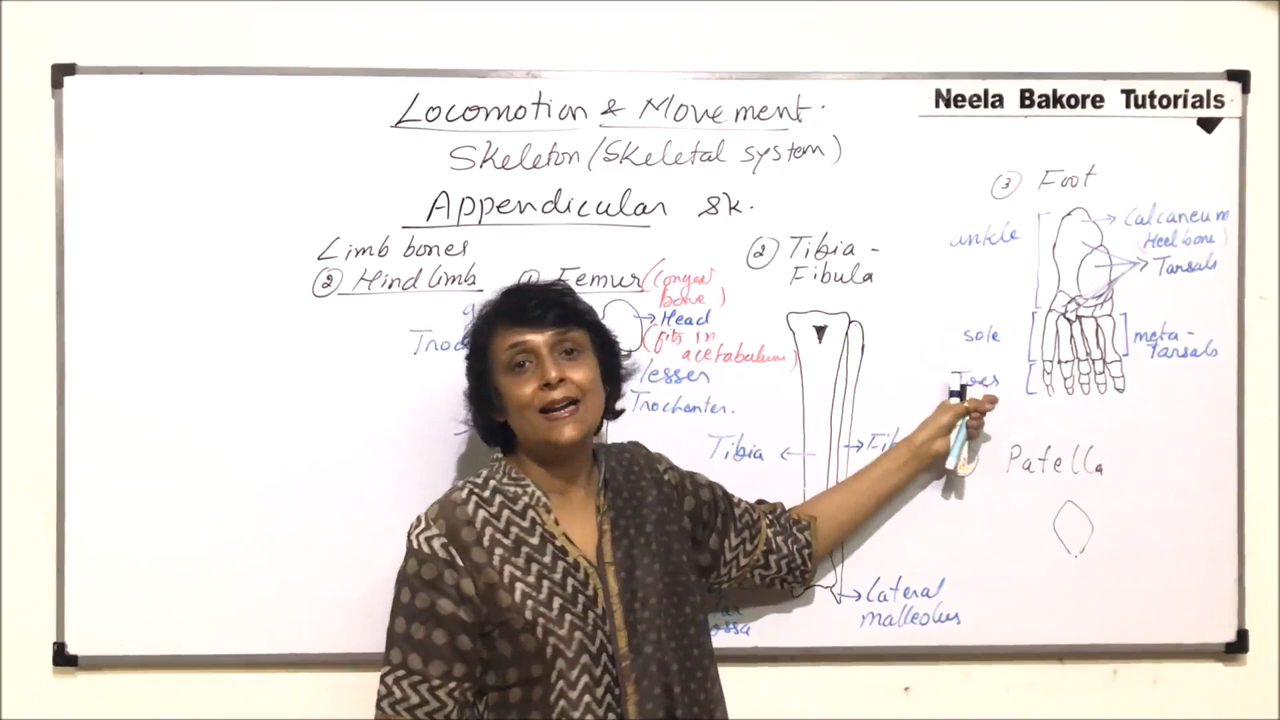 Neela Bakore Tutorials
Locomotion & Movement.
Skeleton (Skeletal system)
Appendicular sk.
Limb bones
② Hind limb
① Femur (longest
bone)
Head
(fits in
acetabulum)
lesser
Trochanter.
② Tibia -
Fibula
Tibia
Lateral
malleolus
③ Foot
ankle
Calcaneum
(Heel bone)
Tarsals
sole
meta-
tarsals
Toes
Patella